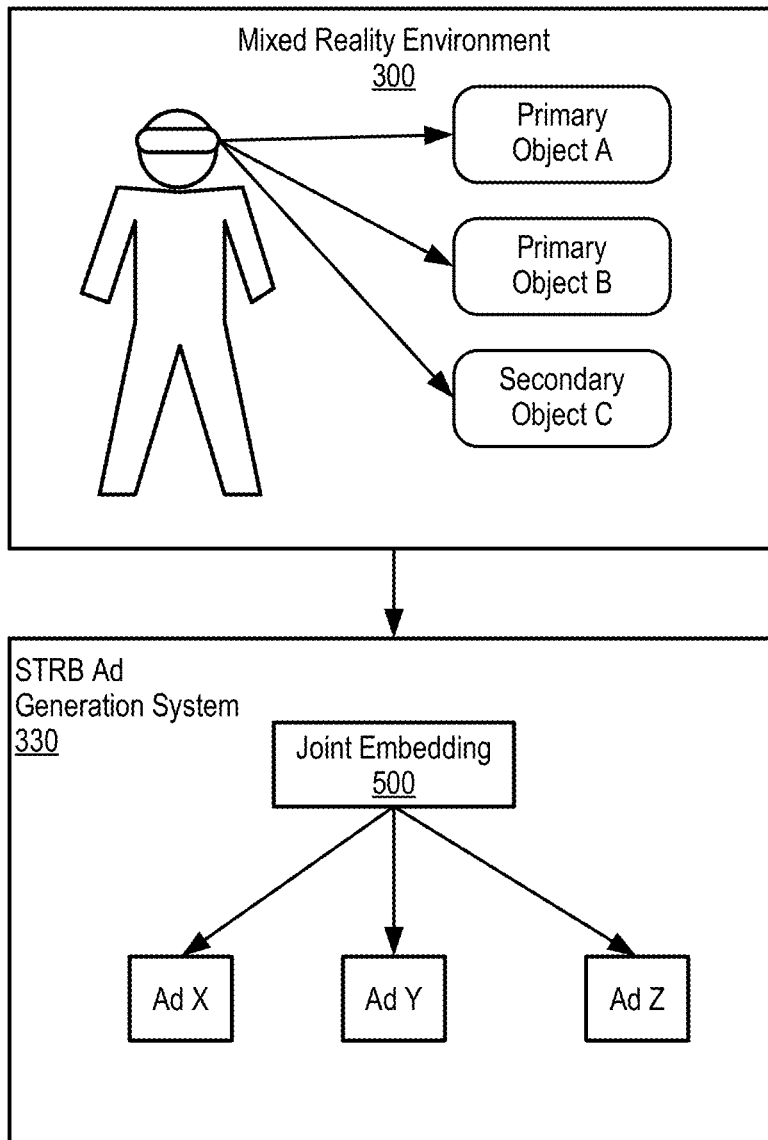 Mixed Reality Environment
300
Primary
Object A
Primary
Object B
Secondary
Object C
STRB Ad
Generation System
330
Joint Embedding
500
Ad X
Ad Y
Ad Z